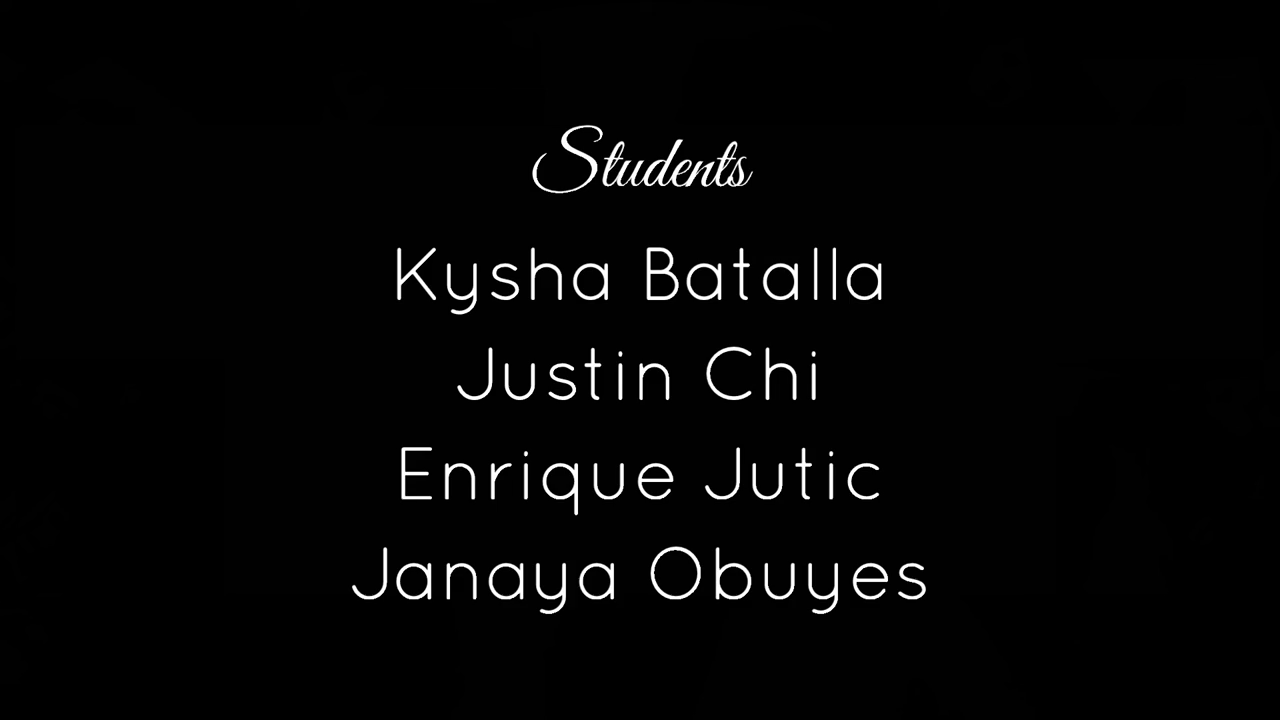 Students
Kysha Batalla
Justin Chi
Enrique Jutic
Janaya Obuyes